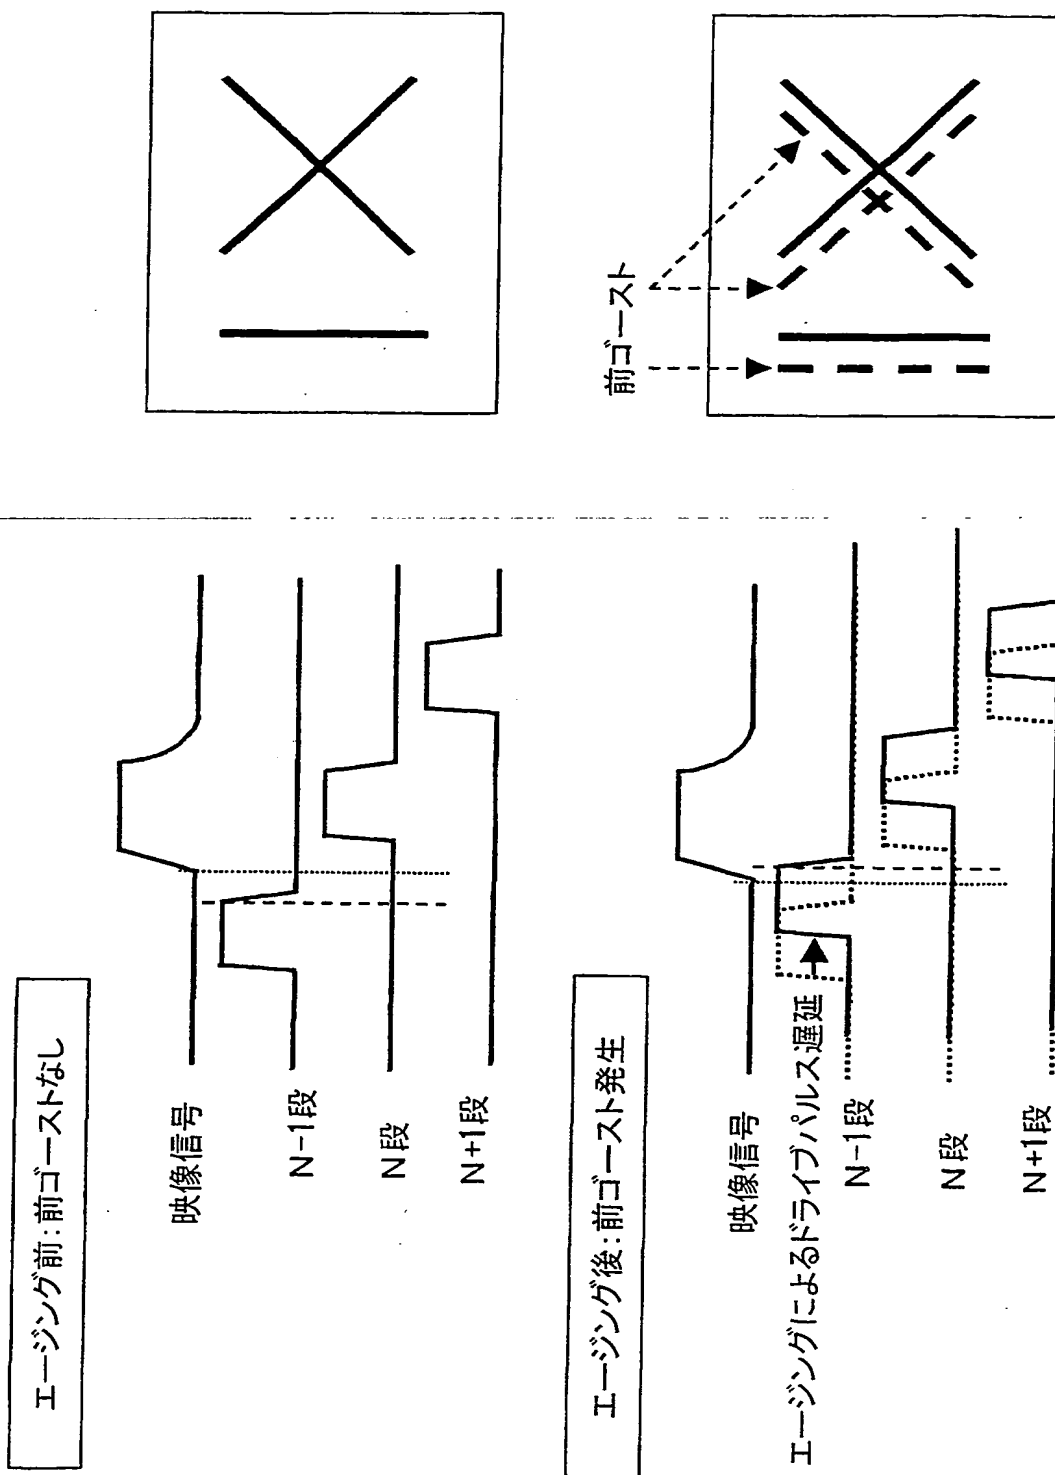 エージング前:前ゴーストなし
映像信号
N-1段
N段
N+1段
エージング後:前ゴースト発生
映像信号
エージングによるドライブパルス遅延
N-1段
N段
N+1段
前ゴースト